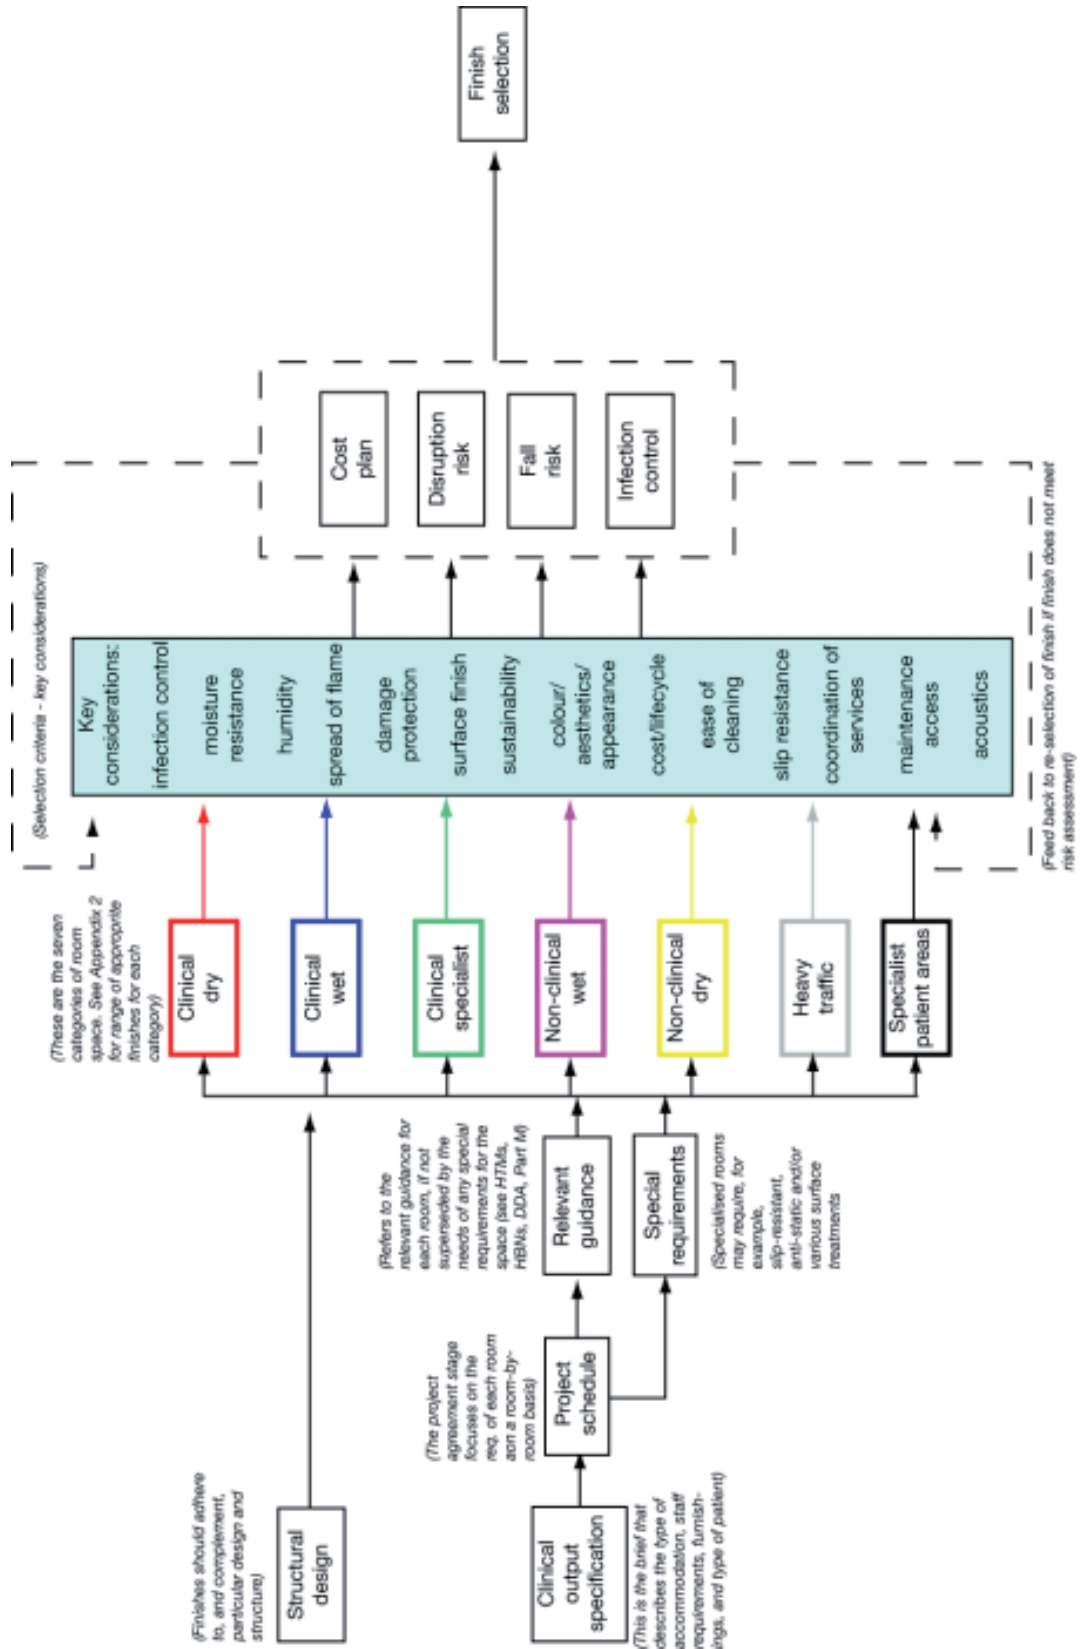 (Finishes should adhere
to, and complement,
particular design and
structure)
Structural
design
Clinical
output
specification
(This is the brief that
describes the type of
accommodation, staff
requirements, furnish-
ings, and type of patient)
(The project
agreement stage
focuses on the
req. of each room
aon a room-by-
room basis)
Project
schedule
(Refers to the
relevant guidance for
each room, if not
superseded by the
needs of any special
requirements for the
space (see HTMs,
HBNs, DDA, Part M)
Relevant
guidance
Special
requirements
(Specialised rooms
may require, for
example,
slip-resistant,
anti-static and/or
various surface
treatments
(These are the seven
categories of room
space. See Appendix 2
for range of approprite
finishes for each
category)
Clinical
dry
Clinical
wet
Clinical
specialist
Non-clinical
wet
Non-clinical
dry
Heavy
traffic
Specialist
patient areas
(Selection criteria - key considerations)
Key
considerations:
infection control
moisture
resistance
humidity
spread of flame
damage
protection
surface finish
sustainability
colour/
aesthetics/
appearance
cost/lifecycle
ease of
cleaning
slip resistance
coordination of
services
maintenance
access
acoustics
(Feed back to re-selection of finish if finish does not meet
risk assessment)
Cost
plan
Disruption
risk
Fall
risk
Infection
control
Finish
selection